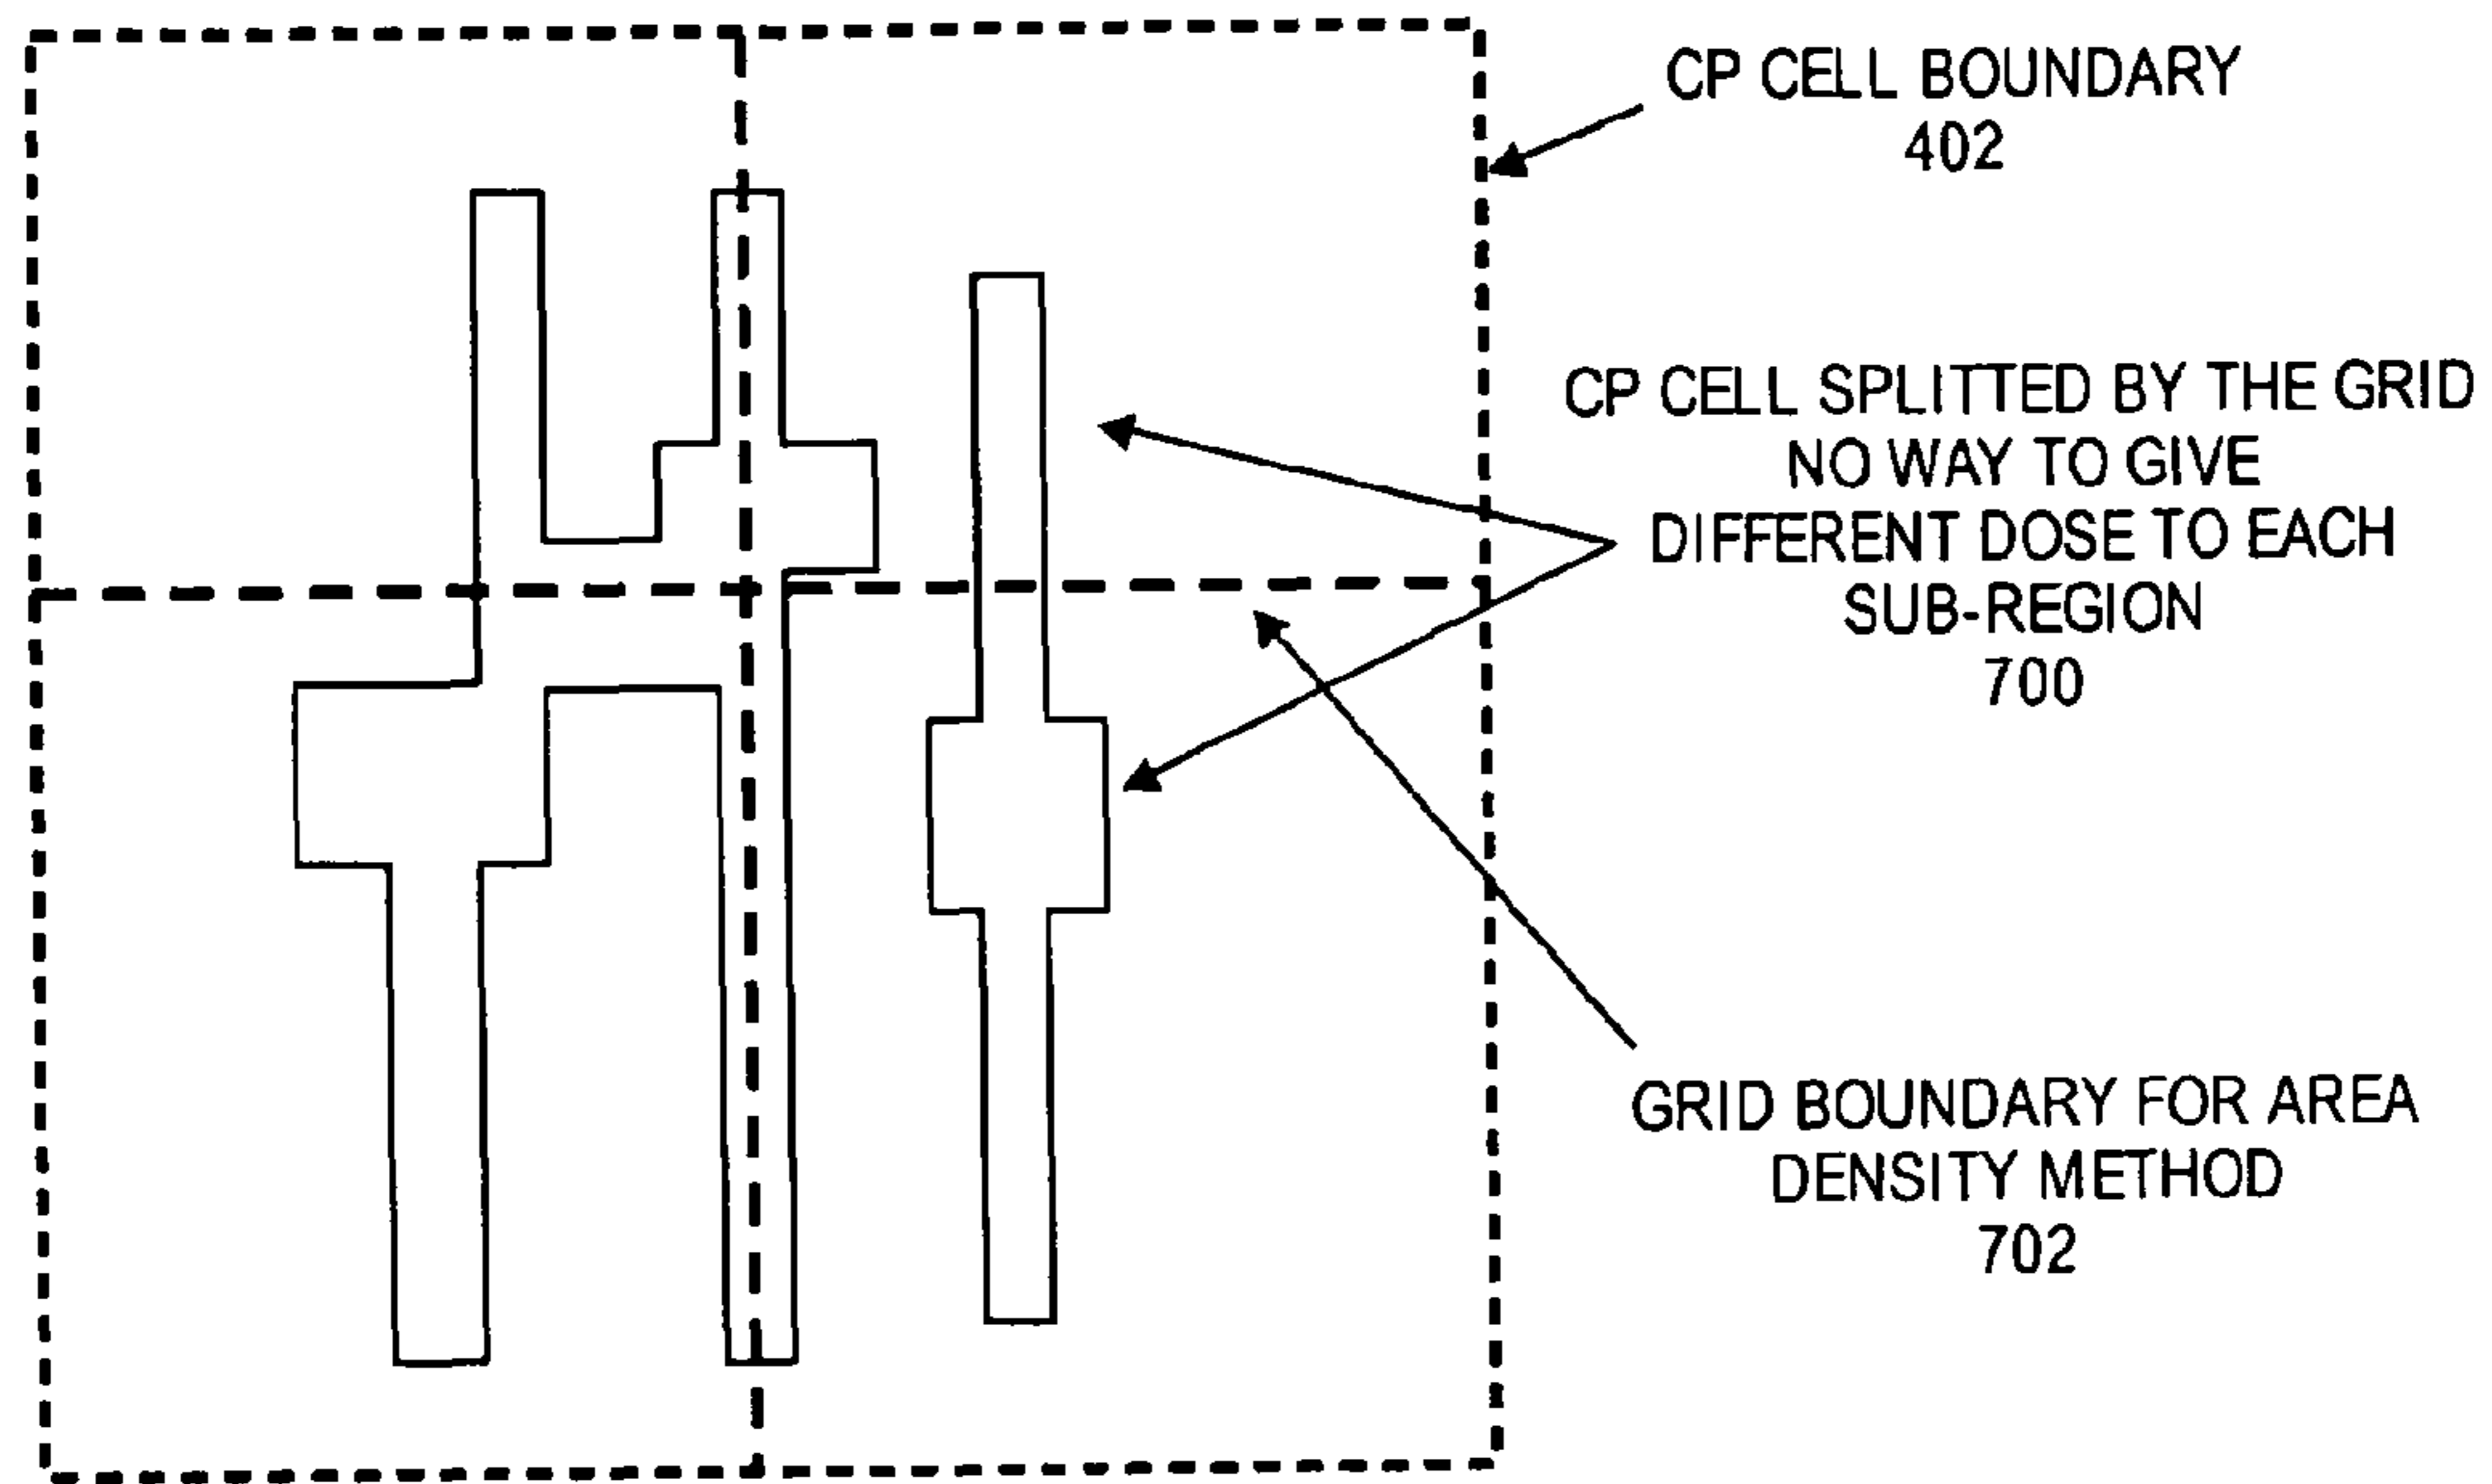 CP CELL BOUNDARY
402
CP CELL SPLITTED BY THE GRID
NO WAY TO GIVE
DIFFERENT DOSE TO EACH
SUB-REGION
700
GRID BOUNDARY FOR AREA
DENSITY METHOD
702